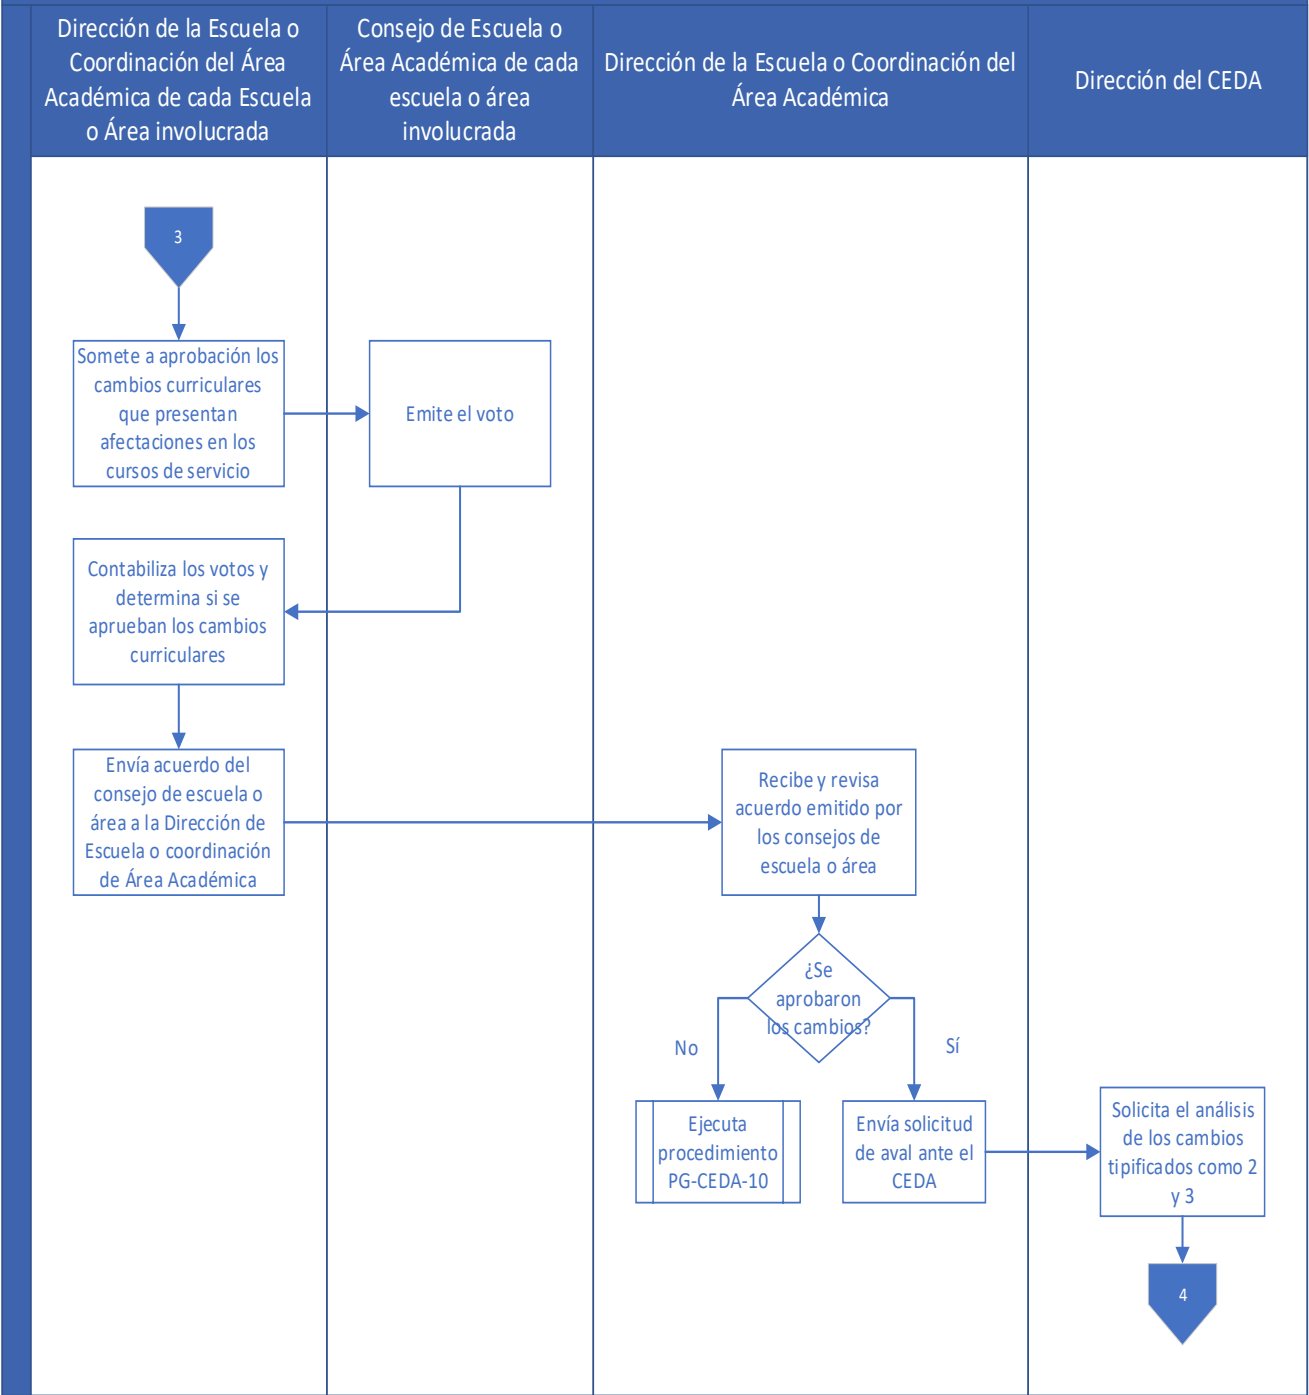 Dirección de la Escuela o
Coordinación del Área
Académica de cada Escuela
o Área involucrada
Consejo de Escuela o
Área Académica de cada
escuela o área
involucrada
Dirección de la Escuela o Coordinación del
Área Académica
Dirección del CEDA
3
Somete a aprobación los
cambios curriculares
que presentan
afectaciones en los
cursos de servicio
Emite el voto
Contabiliza los votos y
determina si se
aprueban los cambios
curriculares
Envía acuerdo del
consejo de escuela o
área a la Dirección de
Escuela o coordinación
de Área Académica
Recibe y revisa
acuerdo emitido por
los consejos de
escuela o área
¿Se
aprobaron
los cambios?
No
Sí
Ejecuta
procedimiento
PG-CEDA-10
Envía solicitud
de aval ante el
CEDA
Solicita el análisis
de los cambios
tipificados como 2
y 3
4